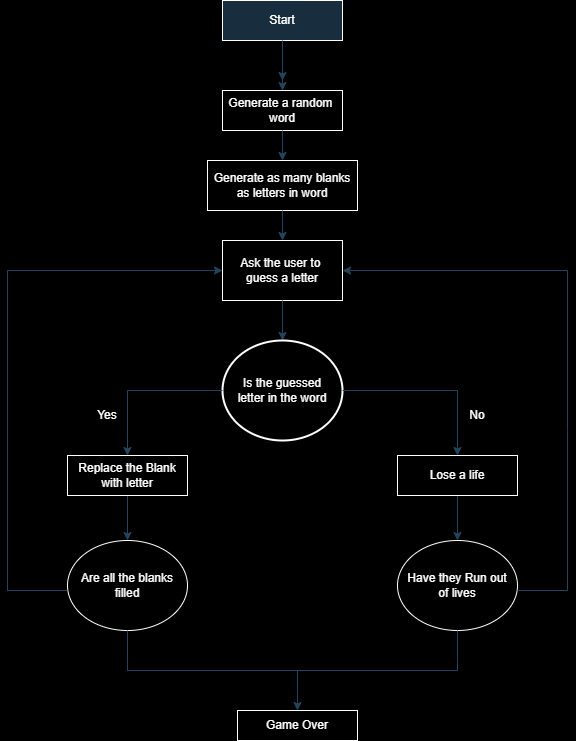 Start
Generate a random
word
Generate as many blanks
as letters in word
Ask the user to
guess a letter
Is the guessed
letter in the word
Yes
No
Replace the Blank
with letter
Lose a life
Are all the blanks
filled
Have they Run out
of lives
Game Over